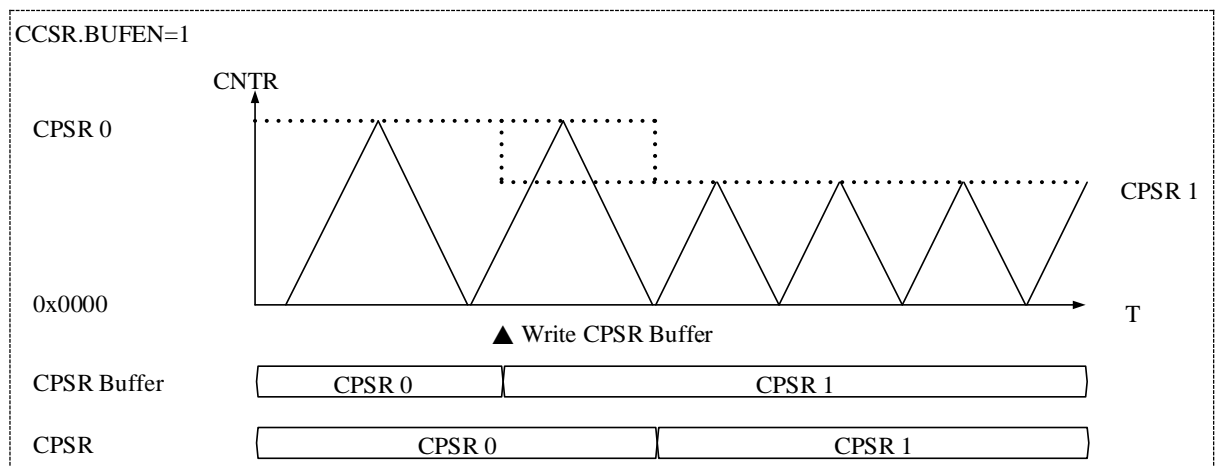 CCSR.BUFEN=1
CNTR
CPSR 0
CPSR 1
0x0000
T
▲ Write CPSR Buffer
CPSR Buffer
CPSR 0
CPSR 1
CPSR
CPSR 0
CPSR 1